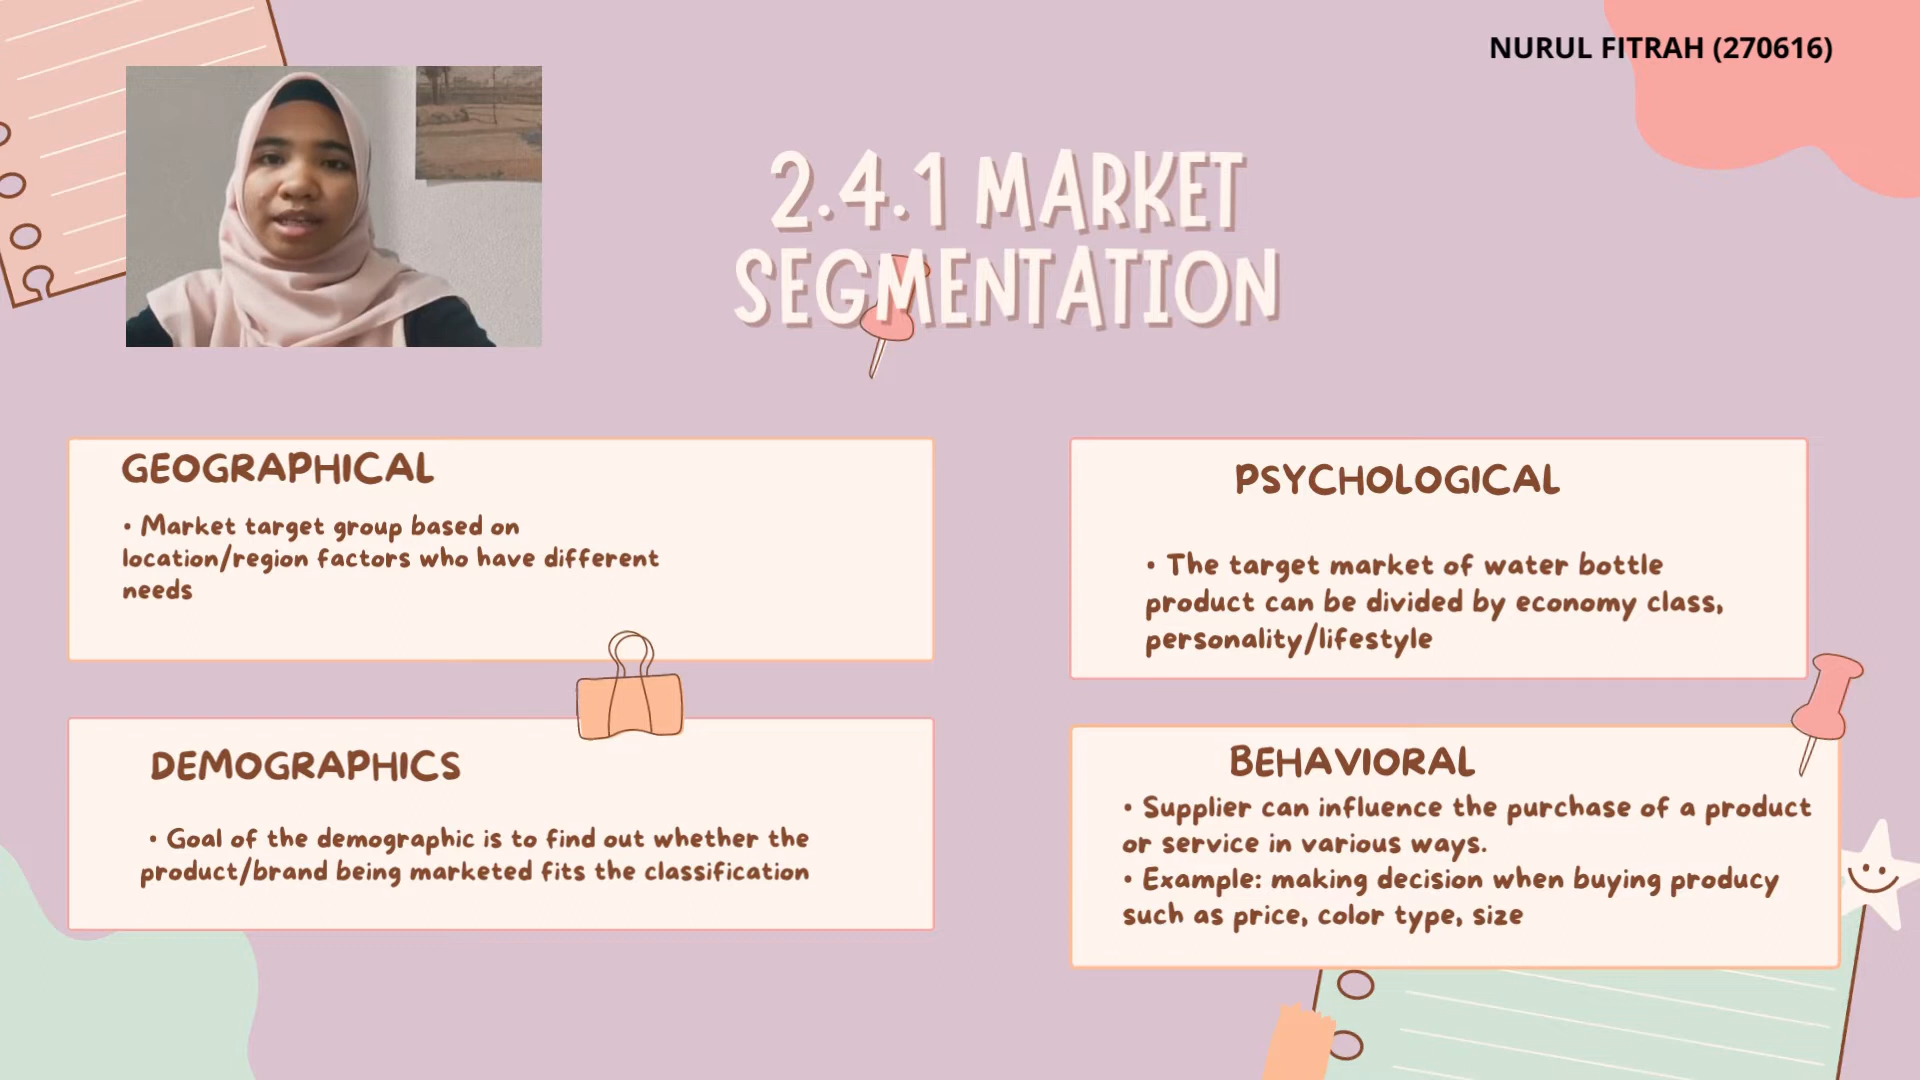 NURUL FITRAH (270616)
2.4.1 MARKET
SEGMENTATION
GEOGRAPHICAL
• Market target group based on
location/region factors who have different
needs
PSYCHOLOGICAL
• The target market of water bottle
product can be divided by economy class,
personality/lifestyle
DEMOGRAPHICS
• Goal of the demographic is to find out whether the
product/brand being marketed fits the classification
BEHAVIORAL
• Supplier can influence the purchase of a product
or service in various ways.
• Example: making decision when buying producy
such as price, color type, size